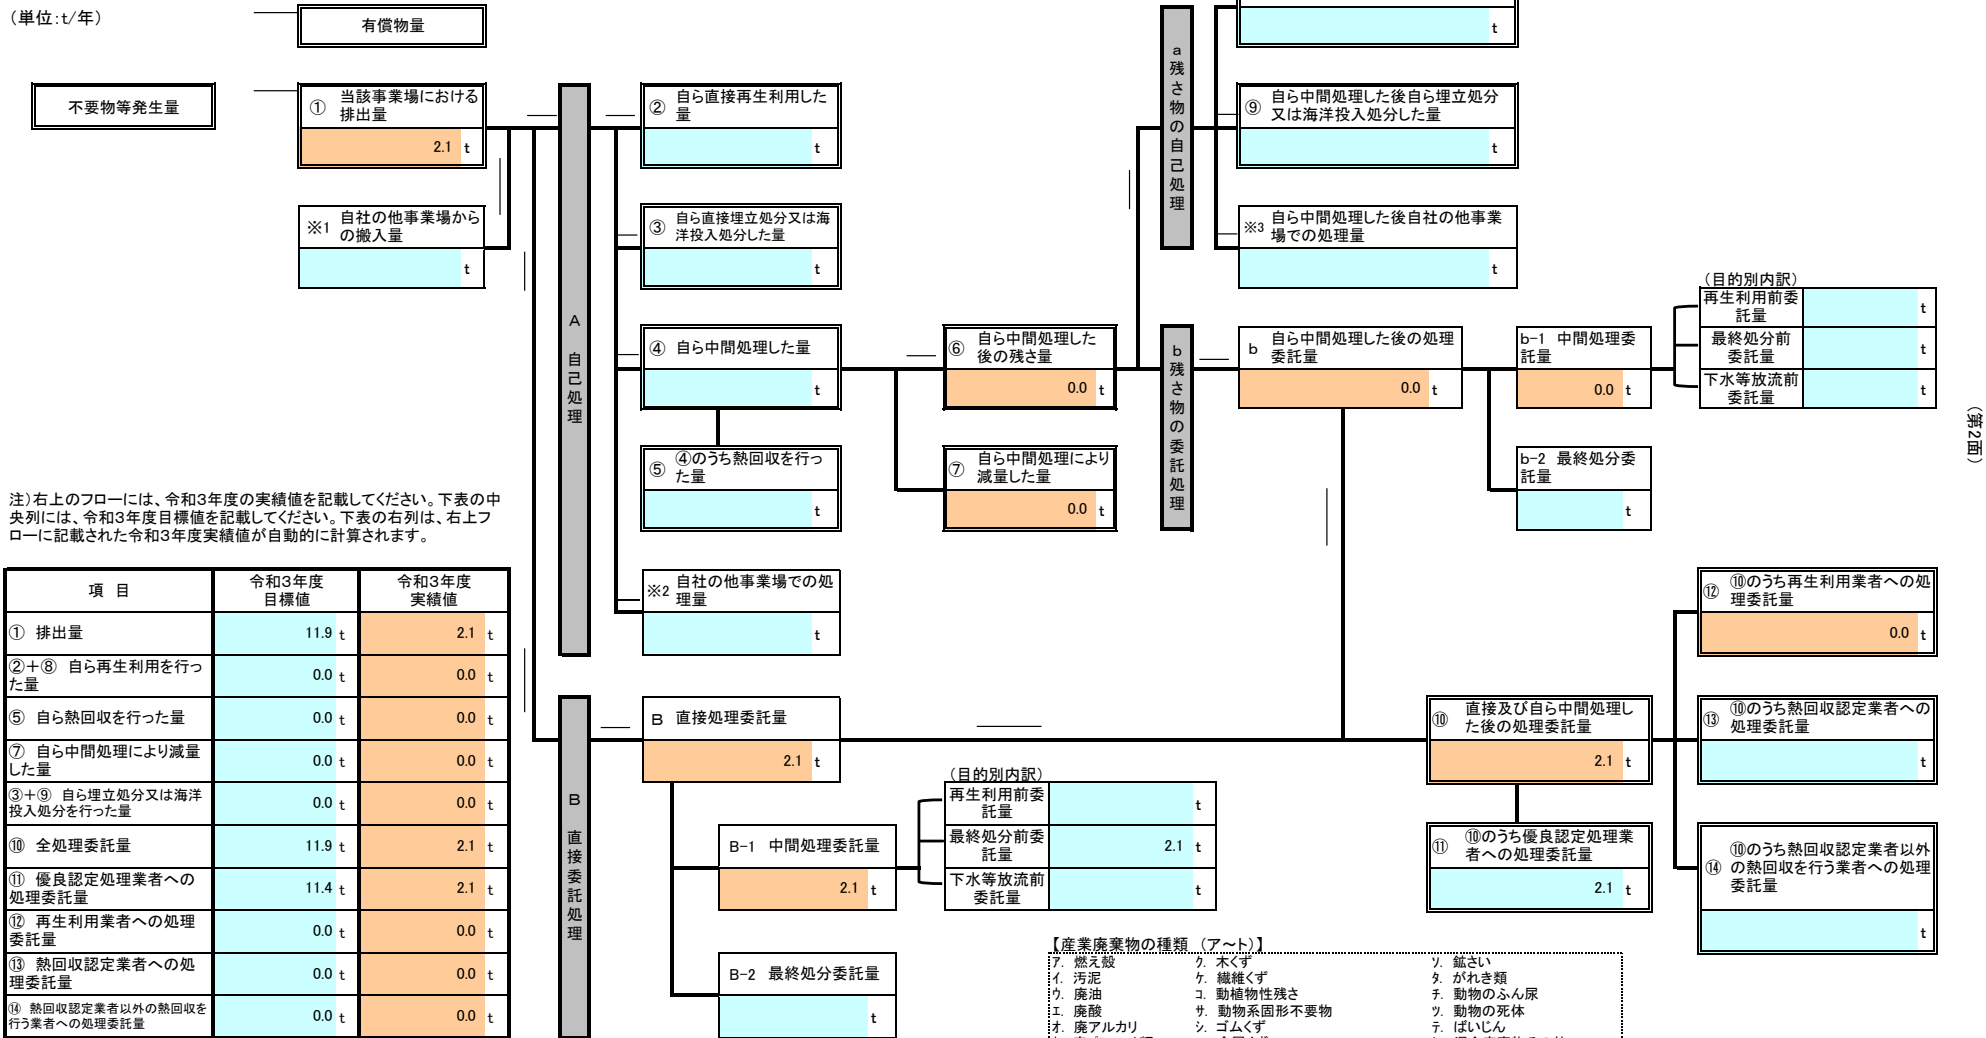 (単位:t/年)
有償物量
t
不要物等発生量
① 当該事業場における
排出量
2.1 t
※1 自社の他事業場から
の搬入量
t
A 自己処理
② 自ら直接再生利用した
量
t
③ 自ら直接埋立処分又は海
洋投入処分した量
t
④ 自ら中間処理した量
t
⑤ ④のうち熱回収を行っ
た量
t
※2 自社の他事業場での処
理量
t
⑥ 自ら中間処理した
後の残さ量
0.0 t
⑦ 自ら中間処理により
減量した量
0.0 t
a 残さ物の自己処理
⑨ 自ら中間処理した後自ら埋立処分
又は海洋投入処分した量
t
※3 自ら中間処理した後自社の他事業
場での処理量
t
b 残さ物の委託処理
b 自ら中間処理した後の処理
委託量
0.0 t
b-1 中間処理委
託量
0.0 t
b-2 最終処分委
託量
t
(目的別内訳)
再生利用前委
託量
t
最終処分前
委託量
t
下水等放流前
委託量
t
(第2面)
注)右上のフローには、令和3年度の実績値を記載してください。下表の中
央列には、令和3年度目標値を記載してください。下表の右列は、右上フ
ローに記載された令和3年度実績値が自動的に計算されます。
項 目 令和3年度
目標値 令和3年度
実績値
① 排出量 11.9 t 2.1 t
②+⑧ 自ら再生利用を行っ
た量 0.0 t 0.0 t
⑤ 自ら熱回収を行った量 0.0 t 0.0 t
⑦ 自ら中間処理により減量
した量 0.0 t 0.0 t
③+⑨ 自ら埋立処分又は海洋
投入処分を行った量 0.0 t 0.0 t
⑩ 全処理委託量 11.9 t 2.1 t
⑪ 優良認定処理業者への
処理委託量 11.4 t 2.1 t
⑫ 再生利用業者への処理
委託量 0.0 t 0.0 t
⑬ 熱回収認定業者への処
理委託量 0.0 t 0.0 t
⑭ 熱回収認定業者以外の熱回収を
行う業者への処理委託量 0.0 t 0.0 t
B 直接委託処理
B 直接処理委託量
2.1 t
B-1 中間処理委託量
2.1 t
B-2 最終処分委託量
t
(目的別内訳)
再生利用前委
託量
t
最終処分前委
託量
2.1 t
下水等放流前
委託量
t
⑩ 直接及び自ら中間処理し
た後の処理委託量
2.1 t
⑪ ⑩のうち優良認定処理業
者への処理委託量
2.1 t
⑫ ⑩のうち再生利用業者への処
理委託量
0.0 t
⑬ ⑩のうち熱回収認定業者への
処理委託量
t
⑭ ⑩のうち熱回収認定業者以外
の熱回収を行う業者への処理
委託量
t
【産業廃棄物の種類 (ア~ト)】
ア. 燃え殻 ク. 木くず ソ. 鉱さい
イ. 汚泥 ケ. 繊維くず タ. がれき類
ウ. 廃油 コ. 動植物性残さ チ. 動物のふん尿
エ. 廃酸 サ. 動物系固形不要物 ツ. 動物の死体
オ. 廃アルカリ シ. ゴムくず テ. ばいじん